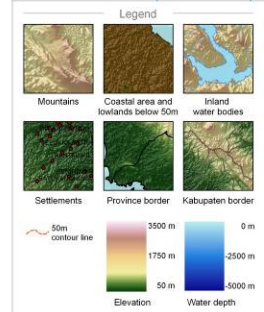 Legend
Mountains
Coastal area and
lowlands below 50m
Inland
water bodies
Settlements
Province border
Kabupaten border
50m
contour line
3500 m
1750 m
50 m
Elevation
0 m
-2500 m
-5000 m
Water depth